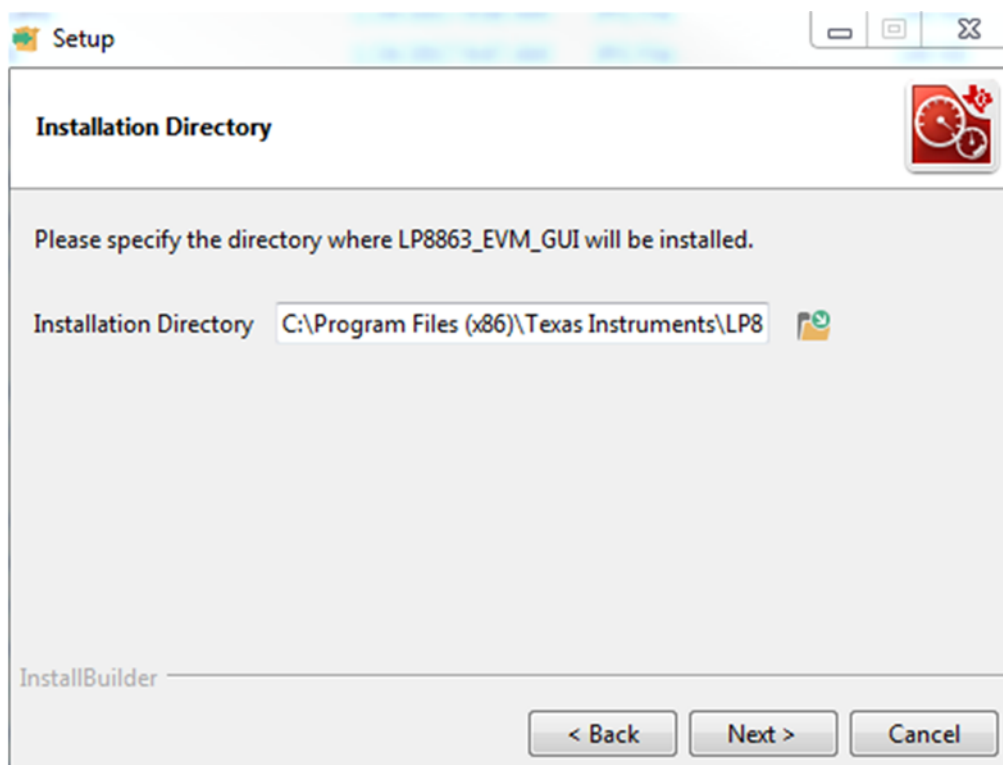 Setup
Installation Directory
Please specify the directory where LP8863_EVM_GUI will be installed.
Installation Directory C:\Program Files (x86)\Texas Instruments\LP8
InstallBuilder
< Back Next > Cancel